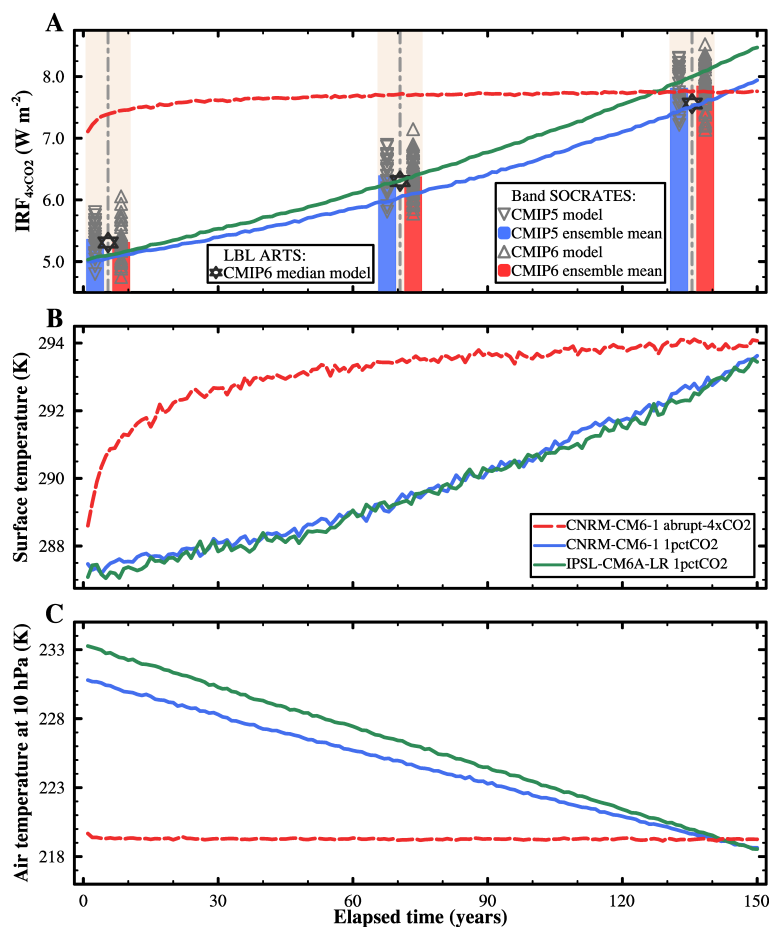 A
IRF4×CO2 (W m-2)
8.0
7.0
6.0
5.0
LBL ARTS:
CMIP6 median model
Band SOCRATES:
CMIP5 model
CMIP5 ensemble mean
CMIP6 model
CMIP6 ensemble mean
B
Surface temperature (K)
294
292
290
288
CNRM-CM6-1 abrupt-4xCO2
CNRM-CM6-1 1pctCO2
IPSL-CM6A-LR 1pctCO2
C
Air temperature at 10 hPa (K)
233
228
223
218
0 30 60 90 120 150
Elapsed time (years)